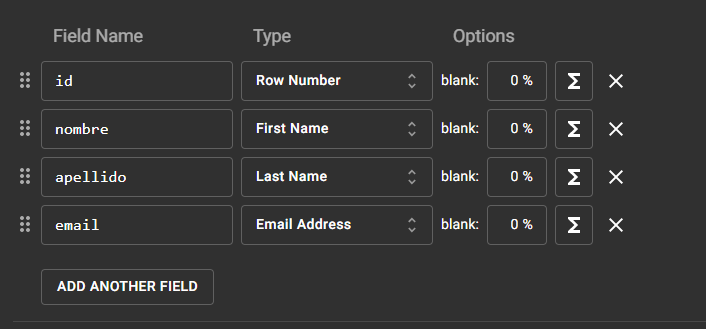 Field Name Type Options
id Row Number blank: 0 % Σ
nombre First Name blank: 0 % Σ
apellido Last Name blank: 0 % Σ
email Email Address blank: 0 % Σ
ADD ANOTHER FIELD